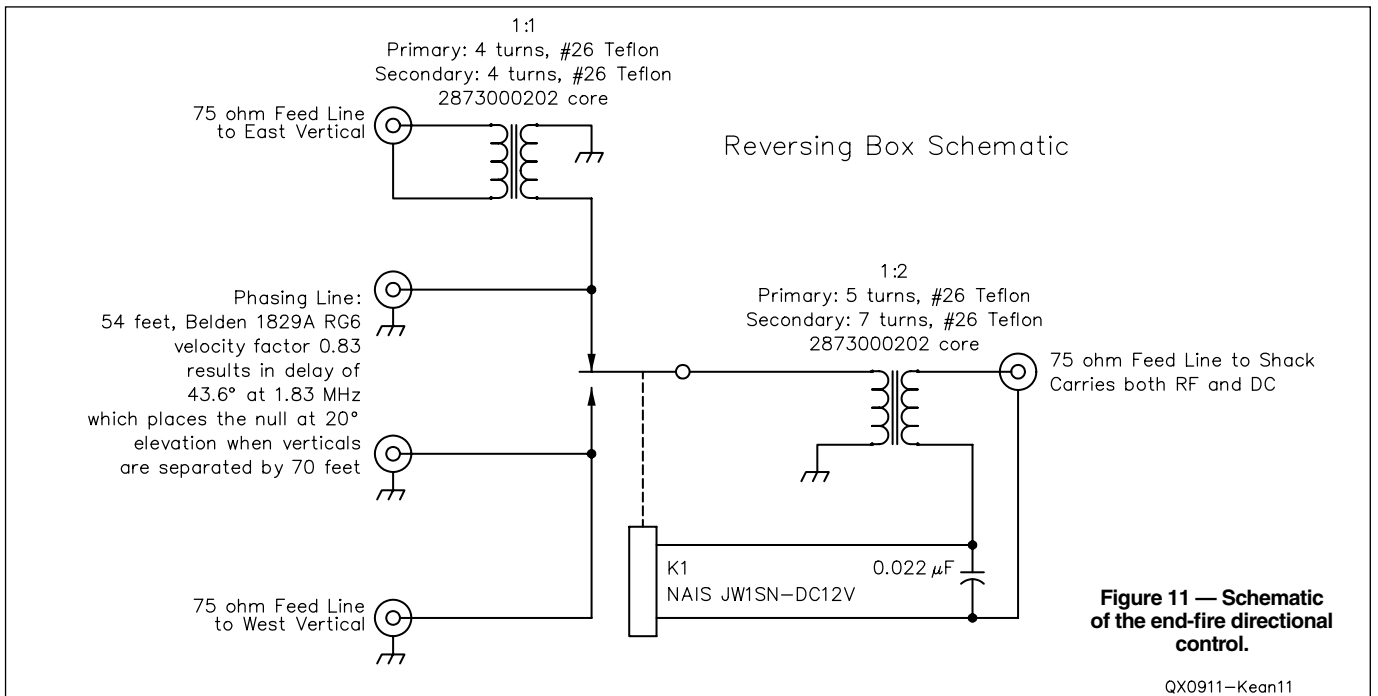 1:1
Primary: 4 turns, #26 Teflon
Secondary: 4 turns, #26 Teflon
2873000202 core
75 ohm Feed Line
to East Vertical
Reversing Box Schematic
Phasing Line:
54 feet, Belden 1829A RG6
velocity factor 0.83
results in delay of
43.6° at 1.83 MHz
which places the null at 20°
elevation when verticals
are separated by 70 feet
1:2
Primary: 5 turns, #26 Teflon
Secondary: 7 turns, #26 Teflon
2873000202 core
75 ohm Feed Line to Shack
Carries both RF and DC
K1
NAIS JW1SN-DC12V
0.022 µF
75 ohm Feed Line
to West Vertical
Figure 11 — Schematic
of the end-fire directional
control.
QX0911-Kean11